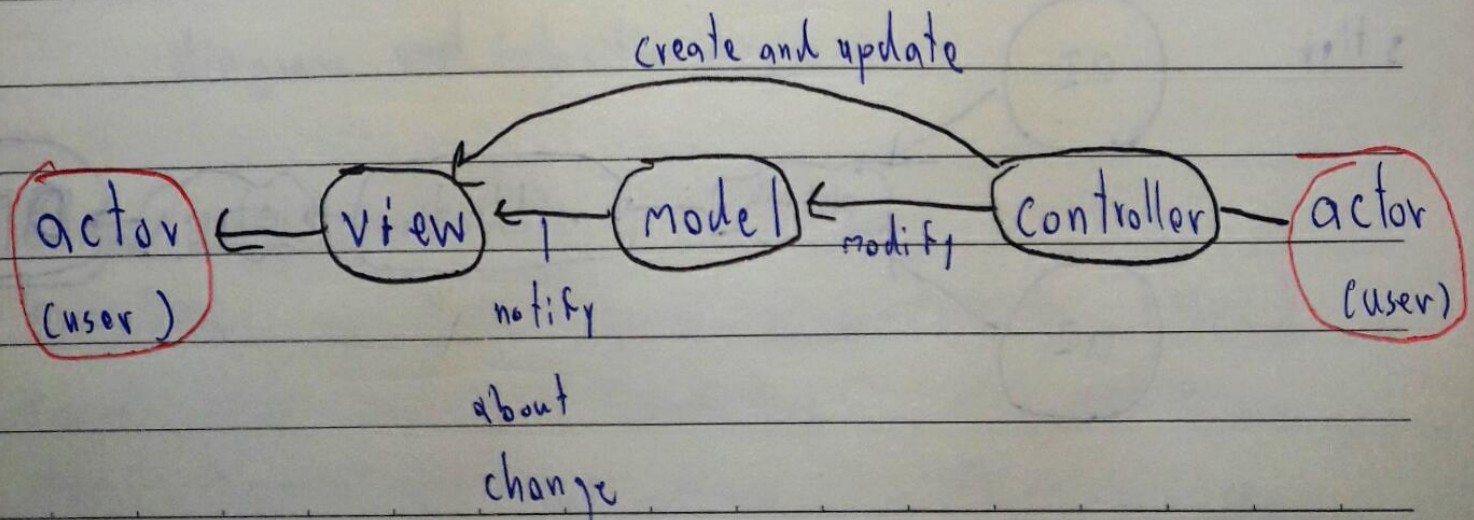 create and update
actor view model controller actor
(user) modify (user)
notify
about
change